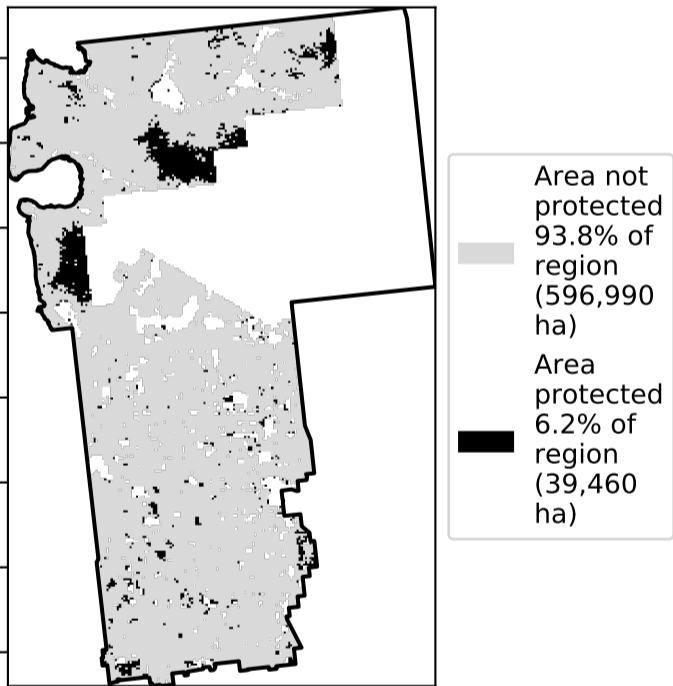 Area not
protected
93.8% of
region
(596,990
ha)
Area
protected
6.2% of
region
(39,460
ha)